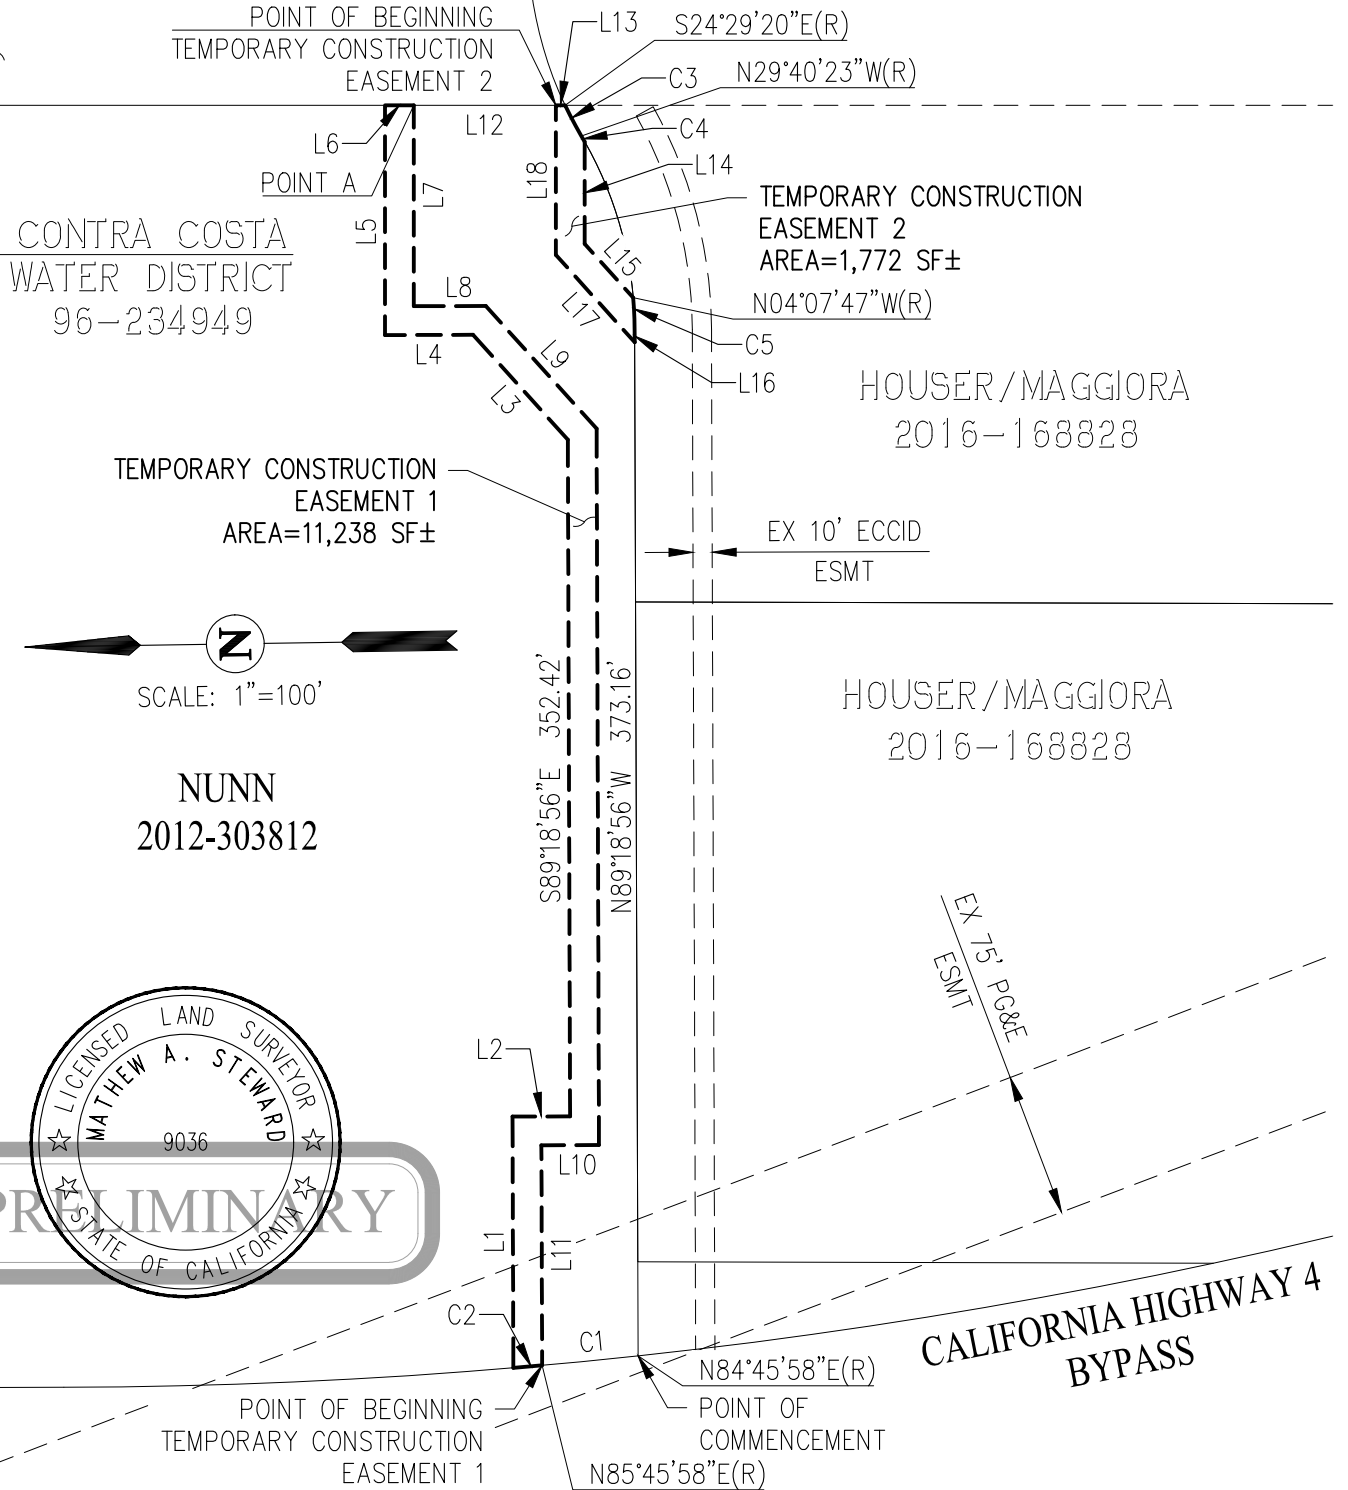 POINT OF BEGINNING
TEMPORARY CONSTRUCTION
EASEMENT 2
L13
S24°29'20"E(R)
C3
N29°40'23"W(R)
L12
C4
L6
L18
L14
POINT A
L7
TEMPORARY CONSTRUCTION
EASEMENT 2
AREA=1,772 SF±
CONTRA COSTA
WATER DISTRICT
96-234949
L5
L15
L8
L17
N04°07'47"W(R)
C5
L4
L9
L16
L3
HOUSER/MAGGIORA
2016-168828
TEMPORARY CONSTRUCTION
EASEMENT 1
AREA=11,238 SF±
EX 10' ECCID
ESMT
N
SCALE: 1"=100'
S89°18'56"E 352.42'
N89°18'56"W 373.16'
HOUSER/MAGGIORA
2016-168828
NUNN
2012-303812
EX 75' PG&E
ESMT
LICENSED LAND SURVEYOR
MATHEW A. STEWARD
9036
STATE OF CALIFORNIA
PRELIMINARY
L2
L10
L1
L11
C2
C1
CALIFORNIA HIGHWAY 4
BYPASS
N84°45'58"E(R)
POINT OF
COMMENCEMENT
POINT OF BEGINNING
TEMPORARY CONSTRUCTION
EASEMENT 1
N85°45'58"E(R)